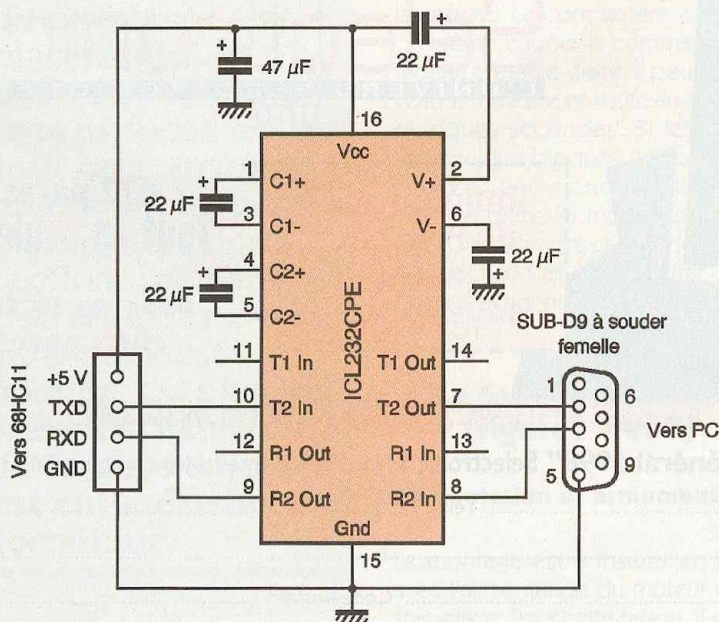 +
47 µF
+
22 µF
16
Vcc
1
C1+
V+
2
+
22 µF
3
C1-
V-
6
4
C2+
+
22 µF
5
C2-
22 µF
+
ICL232CPE
SUB-D9 à souder
femelle
11
T1 In
T1 Out
14
10
T2 In
T2 Out
7
12
R1 Out
R1 In
13
9
R2 Out
R2 In
8
Gnd
15
Vers 68HC11
+5 V
TXD
RXD
GND
1
6
5
9
Vers PC